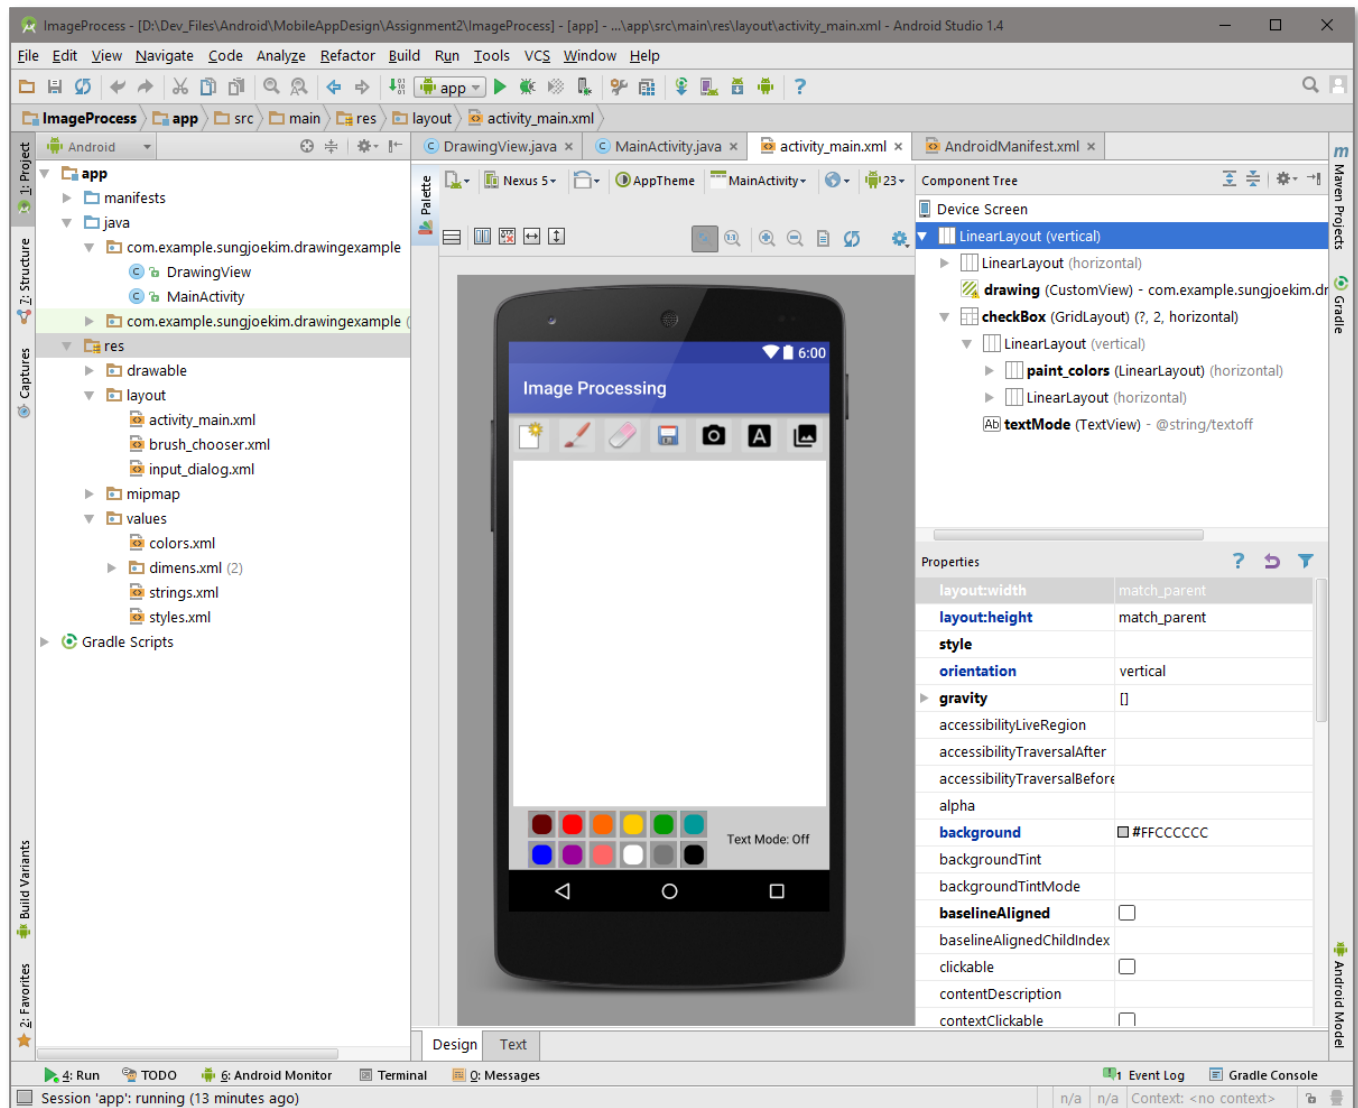 ImageProcess - [D:\Dev_Files\Android\MobileAppDesign\Assignment2\ImageProcess] - [app] - ...\app\src\main\res\layout\activity_main.xml - Android Studio 1.4
File Edit View Navigate Code Analyze Refactor Build Run Tools VCS Window Help
app
ImageProcess app src main res layout activity_main.xml
1: Project
7: Structure
Captures
Build Variants
2: Favorites
Android
app
manifests
java
com.example.sungjoekim.drawingexample
DrawingView
MainActivity
com.example.sungjoekim.drawingexample (
res
drawable
layout
activity_main.xml
brush_chooser.xml
input_dialog.xml
mipmap
values
colors.xml
dimens.xml (2)
strings.xml
styles.xml
Gradle Scripts
DrawingView.java MainActivity.java activity_main.xml AndroidManifest.xml
Palette
Nexus 5 AppTheme MainActivity 23
1:1
6:00
Image Processing
A
Text Mode: Off
Design Text
Component Tree
Device Screen
LinearLayout (vertical)
LinearLayout (horizontal)
drawing (CustomView) - com.example.sungjoekim.dr
checkBox (GridLayout) (?, 2, horizontal)
LinearLayout (vertical)
paint_colors (LinearLayout) (horizontal)
LinearLayout (horizontal)
Ab textMode (TextView) - @string/textoff
Properties
layout:width match_parent
layout:height match_parent
style
orientation vertical
gravity []
accessibilityLiveRegion
accessibilityTraversalAfter
accessibilityTraversalBefore
alpha
background #FFCCCCCC
backgroundTint
backgroundTintMode
baselineAligned
baselineAlignedChildIndex
clickable
contentDescription
contextClickable
m Maven Projects
Gradle
Android Model
4: Run TODO 6: Android Monitor Terminal 0: Messages 1 Event Log Gradle Console
Session 'app': running (13 minutes ago) n/a n/a Context: <no context>